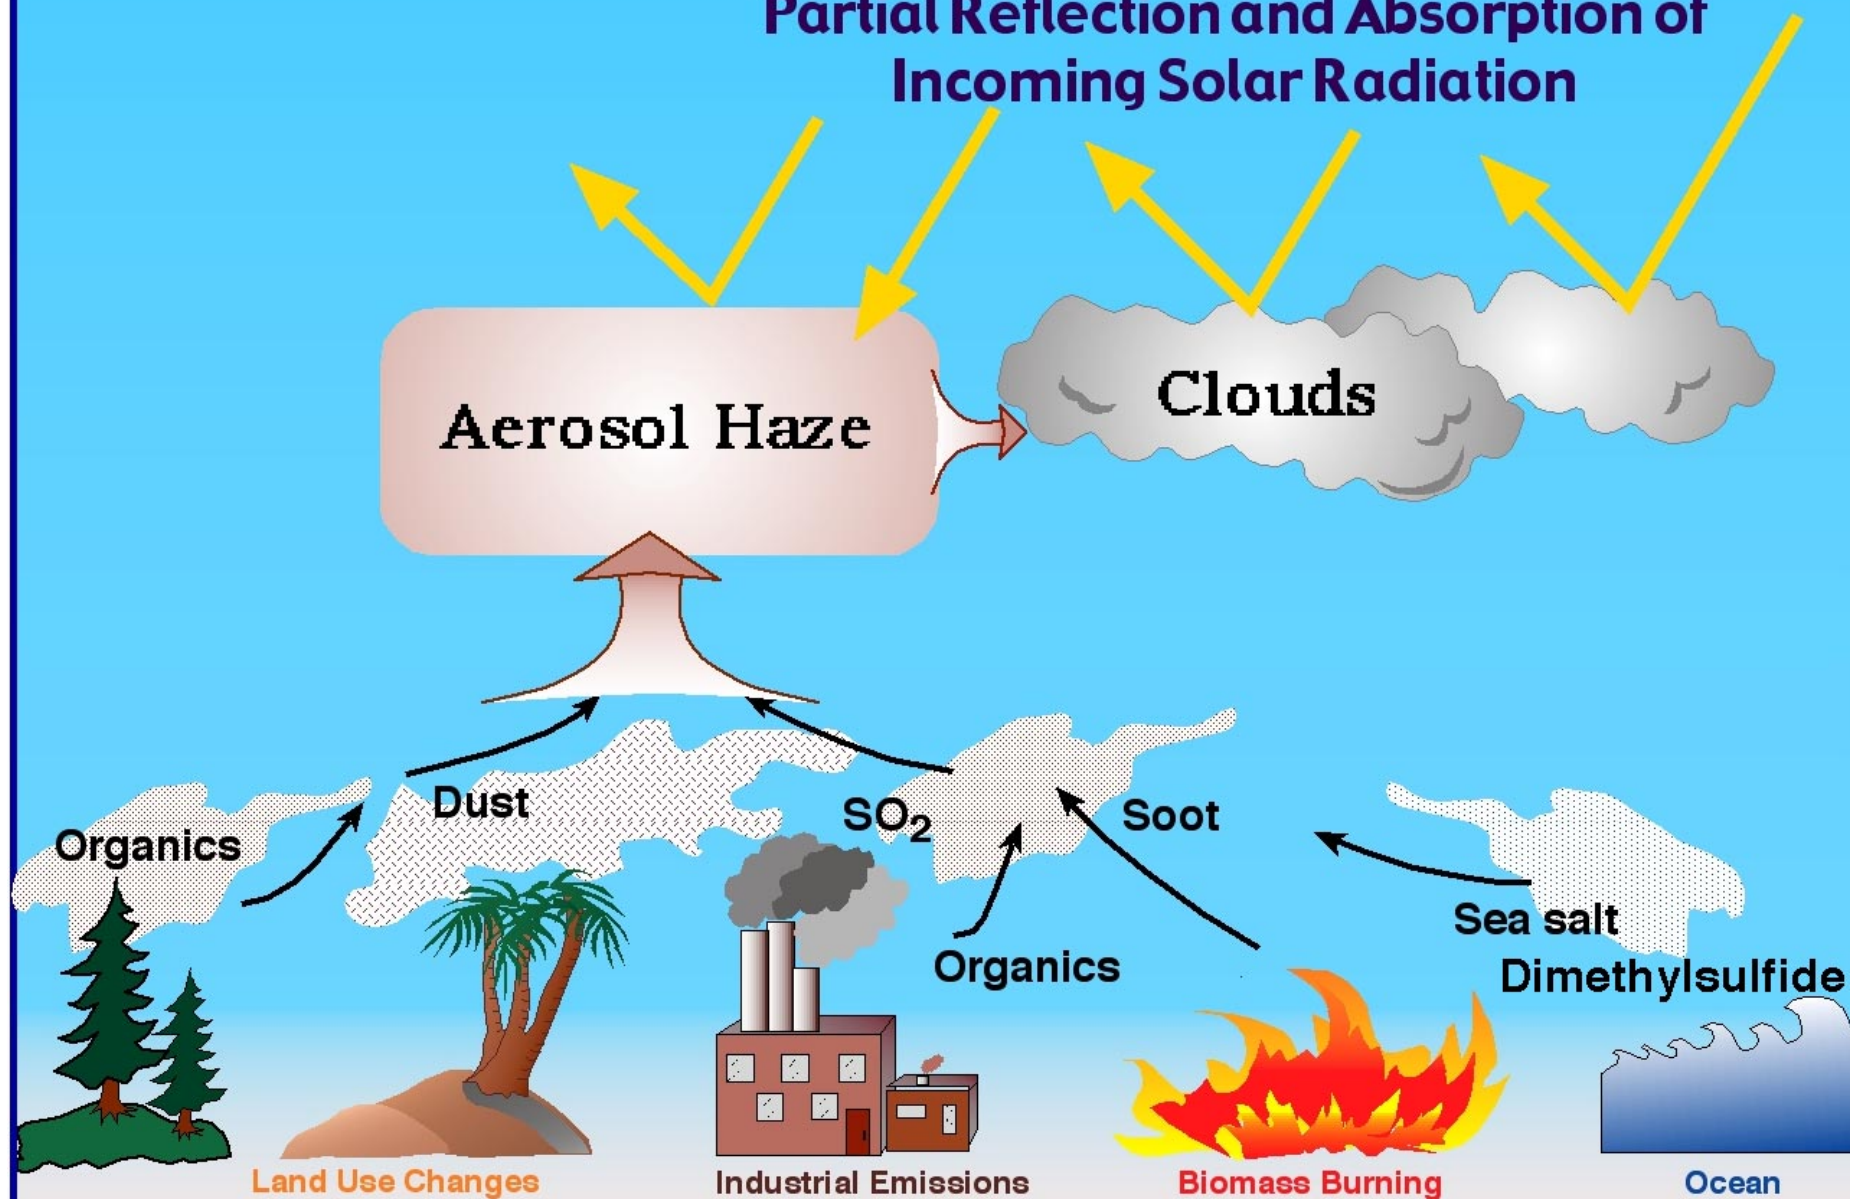 Partial Reflection and Absorption of
Incoming Solar Radiation
Aerosol Haze
Clouds
Organics
Dust
SO₂
Soot
Organics
Sea salt
Dimethylsulfide
Land Use Changes
Industrial Emissions
Biomass Burning
Ocean